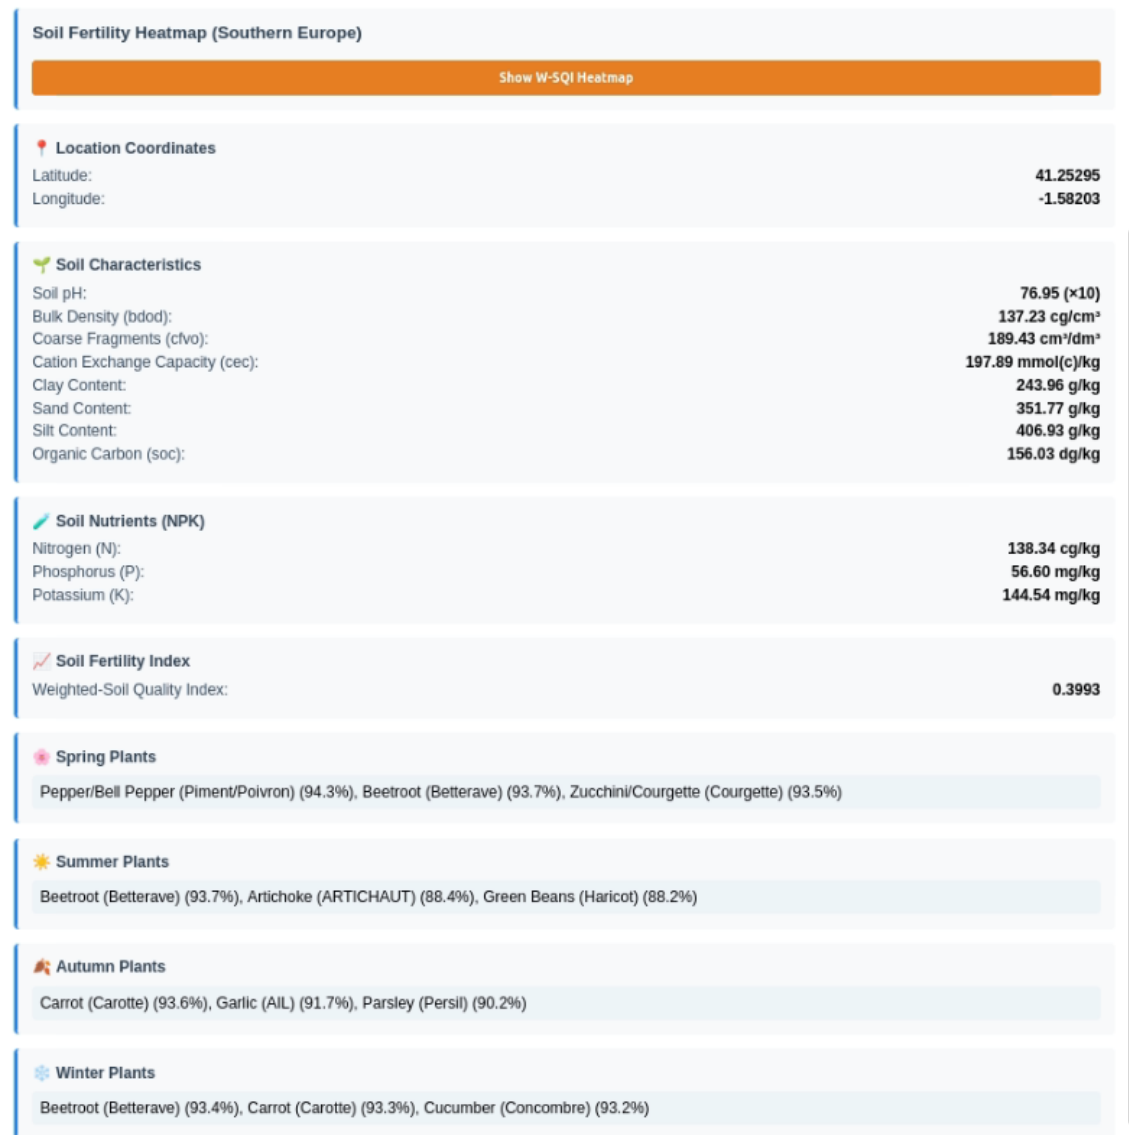 Soil Fertility Heatmap (Southern Europe)
Show W-SQI Heatmap
📍 Location Coordinates
Latitude: 41.25295
Longitude: -1.58203
🌱 Soil Characteristics
Soil pH: 76.95 (×10)
Bulk Density (bdod): 137.23 cg/cm³
Coarse Fragments (cfvo): 189.43 cm³/dm³
Cation Exchange Capacity (cec): 197.89 mmol(c)/kg
Clay Content: 243.96 g/kg
Sand Content: 351.77 g/kg
Silt Content: 406.93 g/kg
Organic Carbon (soc): 156.03 dg/kg
🧪 Soil Nutrients (NPK)
Nitrogen (N): 138.34 cg/kg
Phosphorus (P): 56.60 mg/kg
Potassium (K): 144.54 mg/kg
📈 Soil Fertility Index
Weighted-Soil Quality Index: 0.3993
🌸 Spring Plants
Pepper/Bell Pepper (Piment/Poivron) (94.3%), Beetroot (Betterave) (93.7%), Zucchini/Courgette (Courgette) (93.5%)
☀️ Summer Plants
Beetroot (Betterave) (93.7%), Artichoke (ARTICHAUT) (88.4%), Green Beans (Haricot) (88.2%)
🍂 Autumn Plants
Carrot (Carotte) (93.6%), Garlic (AIL) (91.7%), Parsley (Persil) (90.2%)
❄️ Winter Plants
Beetroot (Betterave) (93.4%), Carrot (Carotte) (93.3%), Cucumber (Concombre) (93.2%)